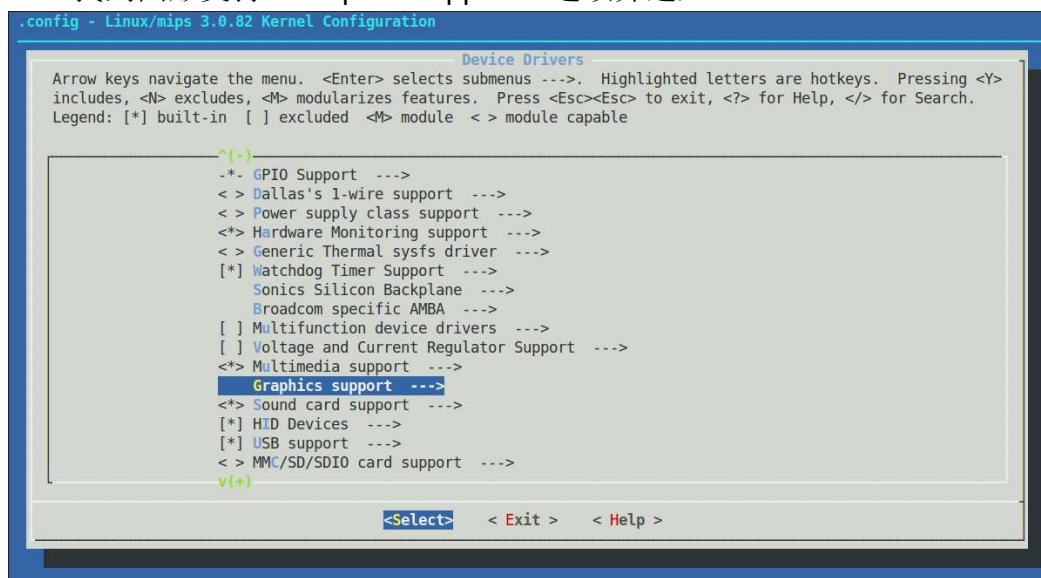 .config - Linux/mips 3.0.82 Kernel Configuration
Device Drivers
Arrow keys navigate the menu.  <Enter> selects submenus --->.  Highlighted letters are hotkeys.  Pressing <Y>
includes, <N> excludes, <M> modularizes features.  Press <Esc><Esc> to exit, <?> for Help, </> for Search.
Legend: [*] built-in  [ ] excluded  <M> module  < > module capable
^(-)
-*- GPIO Support  --->
< > Dallas's 1-wire support  --->
< > Power supply class support  --->
<*> Hardware Monitoring support  --->
< > Generic Thermal sysfs driver  --->
[*] Watchdog Timer Support  --->
Sonics Silicon Backplane  --->
Broadcom specific AMBA  --->
[ ] Multifunction device drivers  --->
[ ] Voltage and Current Regulator Support  --->
<*> Multimedia support  --->
Graphics support  --->
<*> Sound card support  --->
[*] HID Devices  --->
[*] USB support  --->
< > MMC/SD/SDIO card support  --->
v(+)
<Select>    < Exit >    < Help >